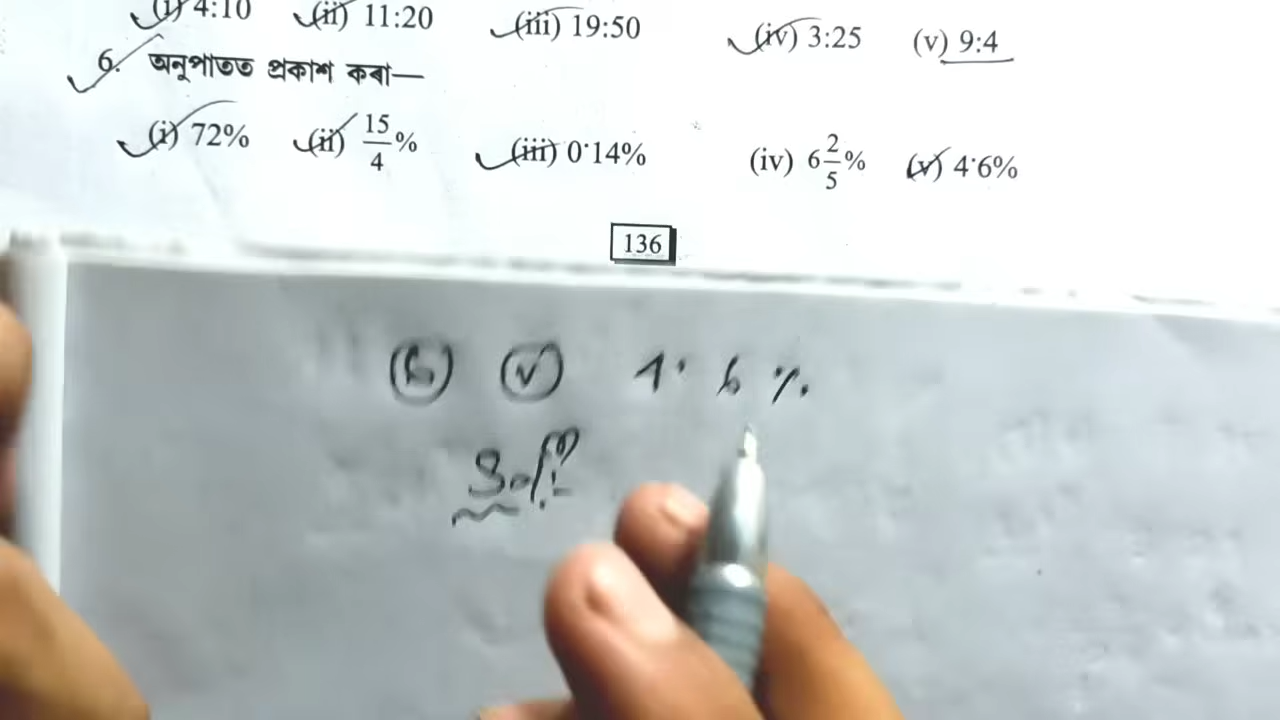 (i) 4:10 (ii) 11:20 (iii) 19:50 (iv) 3:25 (v) 9:4
6. অনুপাতত প্ৰকাশ কৰা—
(i) 72% (ii) 15/4% (iii) 0·14% (iv) 6 2/5% (v) 4·6%
136
(6) (v) 4·6%
Solⁿ: